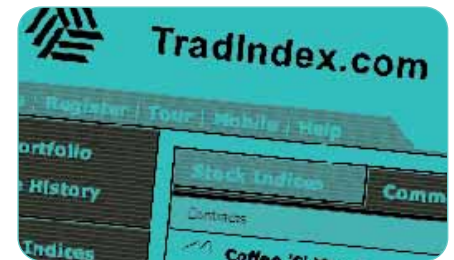 TradIndex.com
| Register | Tour | Mobile | Help
ortfolio
Stock Indices
Comm
History
Contracts
Indices
Coffee 'C'